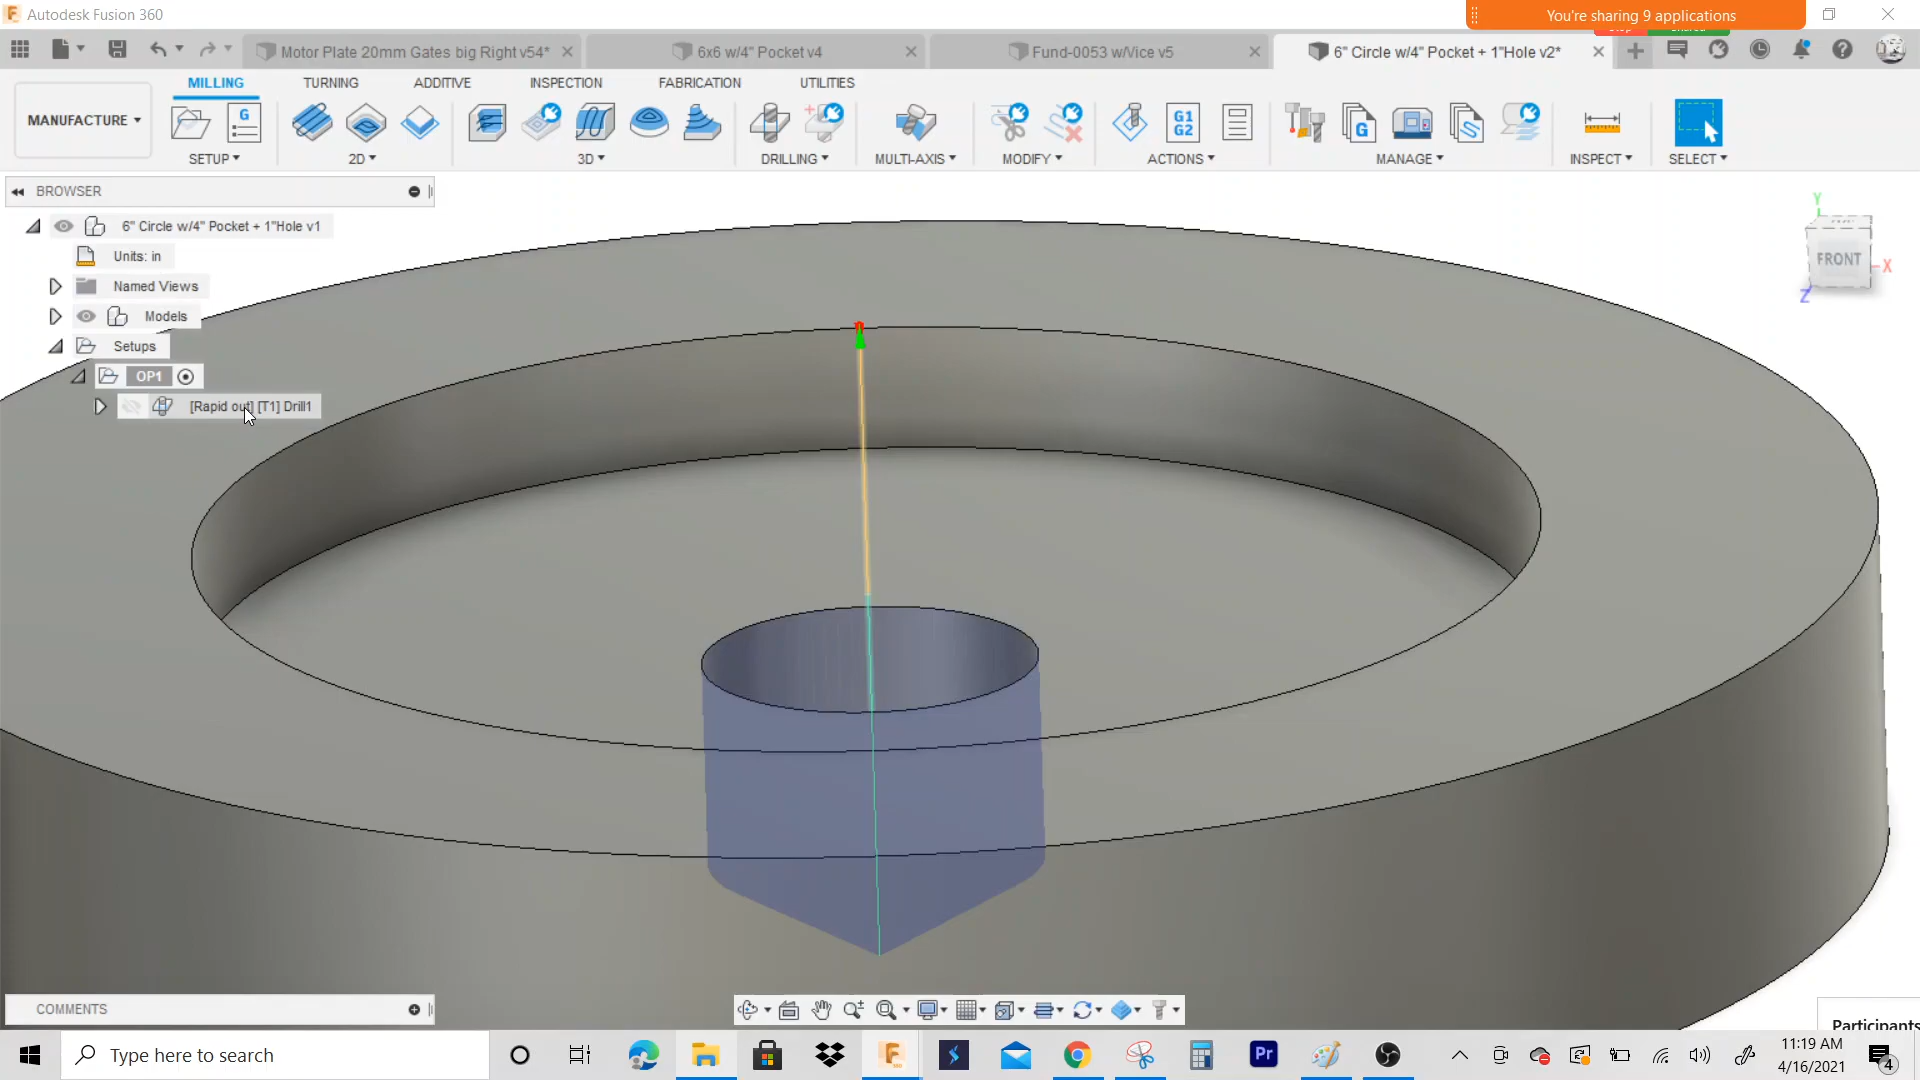 Autodesk Fusion 360
You're sharing 9 applications
Motor Plate 20mm Gates big Right v54*
6x6 w/4" Pocket v4
Fund-0053 w/Vice v5
6" Circle w/4" Pocket + 1"Hole v2*
MILLING
TURNING
ADDITIVE
INSPECTION
FABRICATION
UTILITIES
MANUFACTURE
G
G1
G2
G
SETUP
2D
3D
DRILLING
MULTI-AXIS
MODIFY
ACTIONS
MANAGE
INSPECT
SELECT
BROWSER
6" Circle w/4" Pocket + 1"Hole v1
Units: in
Named Views
Models
Setups
OP1
[Rapid out] [T1] Drill1
Y
FRONT
X
Z
COMMENTS
Participants
Type here to search
Pr
11:19 AM
4/16/2021
4